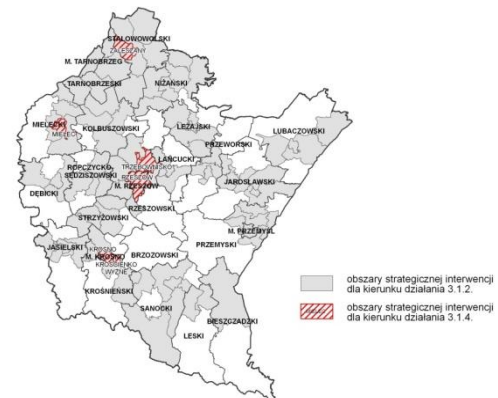 STALOWOWOLSKI
ZALESZANY
M. TARNOBRZEG
TARNOBRZESKI
NIŻAŃSKI
MIELECKI
MIELEC
KOLBUSZOWSKI
LEŻAJSKI
LUBACZOWSKI
PRZEWORSKI
ROPCZYCKO-
SĘDZISZOWSKI
TRZEBOWNISKO
ŁAŃCUCKI
RZESZÓW
M. RZESZÓW
JAROSŁAWSKI
DĘBICKI
RZESZOWSKI
STRZYŻOWSKI
M. PRZEMYŚL
PRZEMYSKI
JASIELSKI
KROSNO
M. KROSNO
KROŚCIENKO
WYŻNE
BRZOZOWSKI
KROŚNIEŃSKI
SANOCKI
BIESZCZADZKI
LESKI
obszary strategicznej interwencji
dla kierunku działania 3.1.2.
obszary strategicznej interwencji
dla kierunku działania 3.1.4.